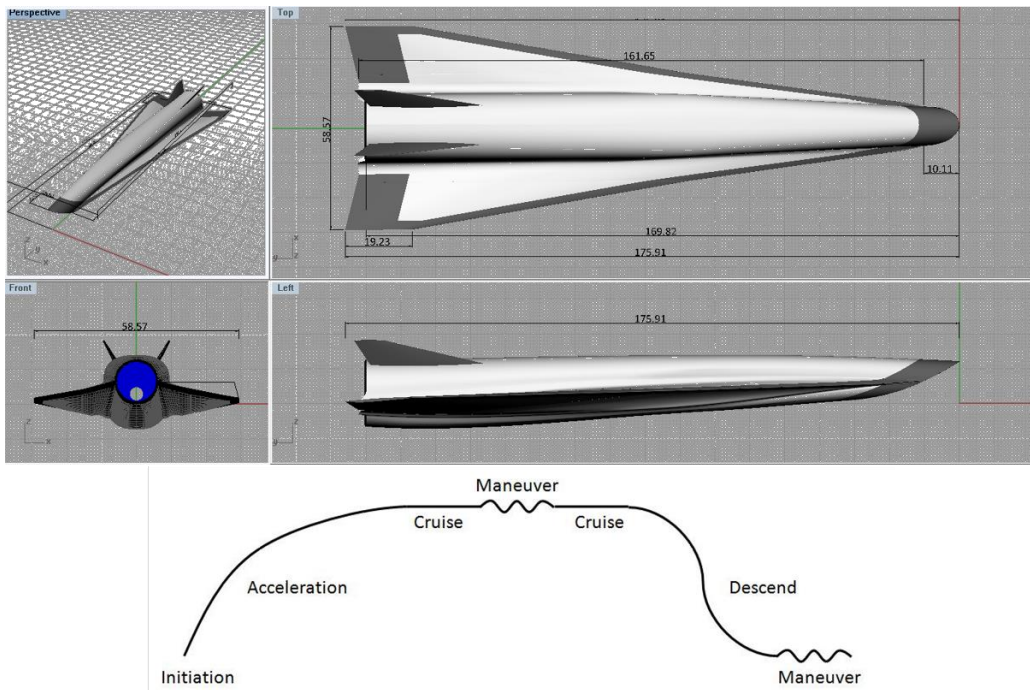 Perspective
Top
161.65
58.57
10.11
19.23
169.82
175.91
z
y
x
x
z
Front
Left
58.57
175.91
z
x
y
z
Maneuver
Cruise
Cruise
Acceleration
Descend
Initiation
Maneuver